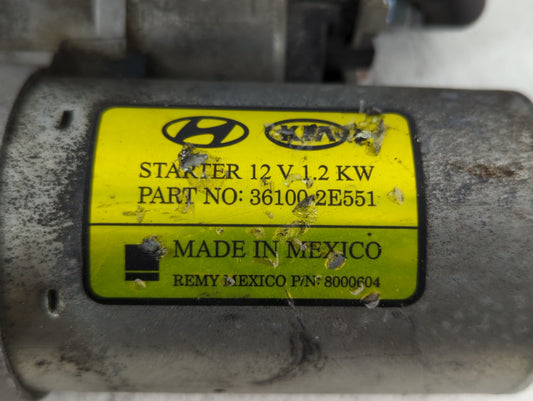 STARTER 12 V 1.2 KW
PART NO: 36100-2E551
MADE IN MEXICO
REMY MEXICO P/N: 8000604